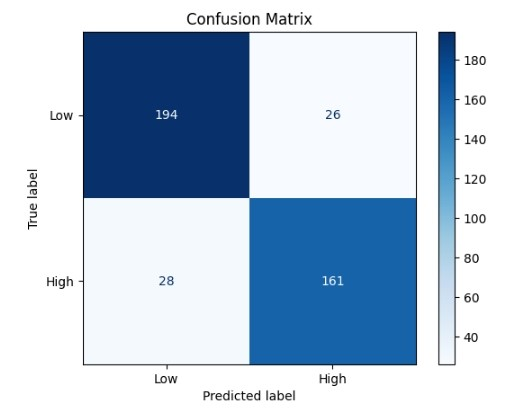 Confusion Matrix
180
160
140
120
100
80
60
40
True label
Low
194
26
High
28
161
Low
High
Predicted label